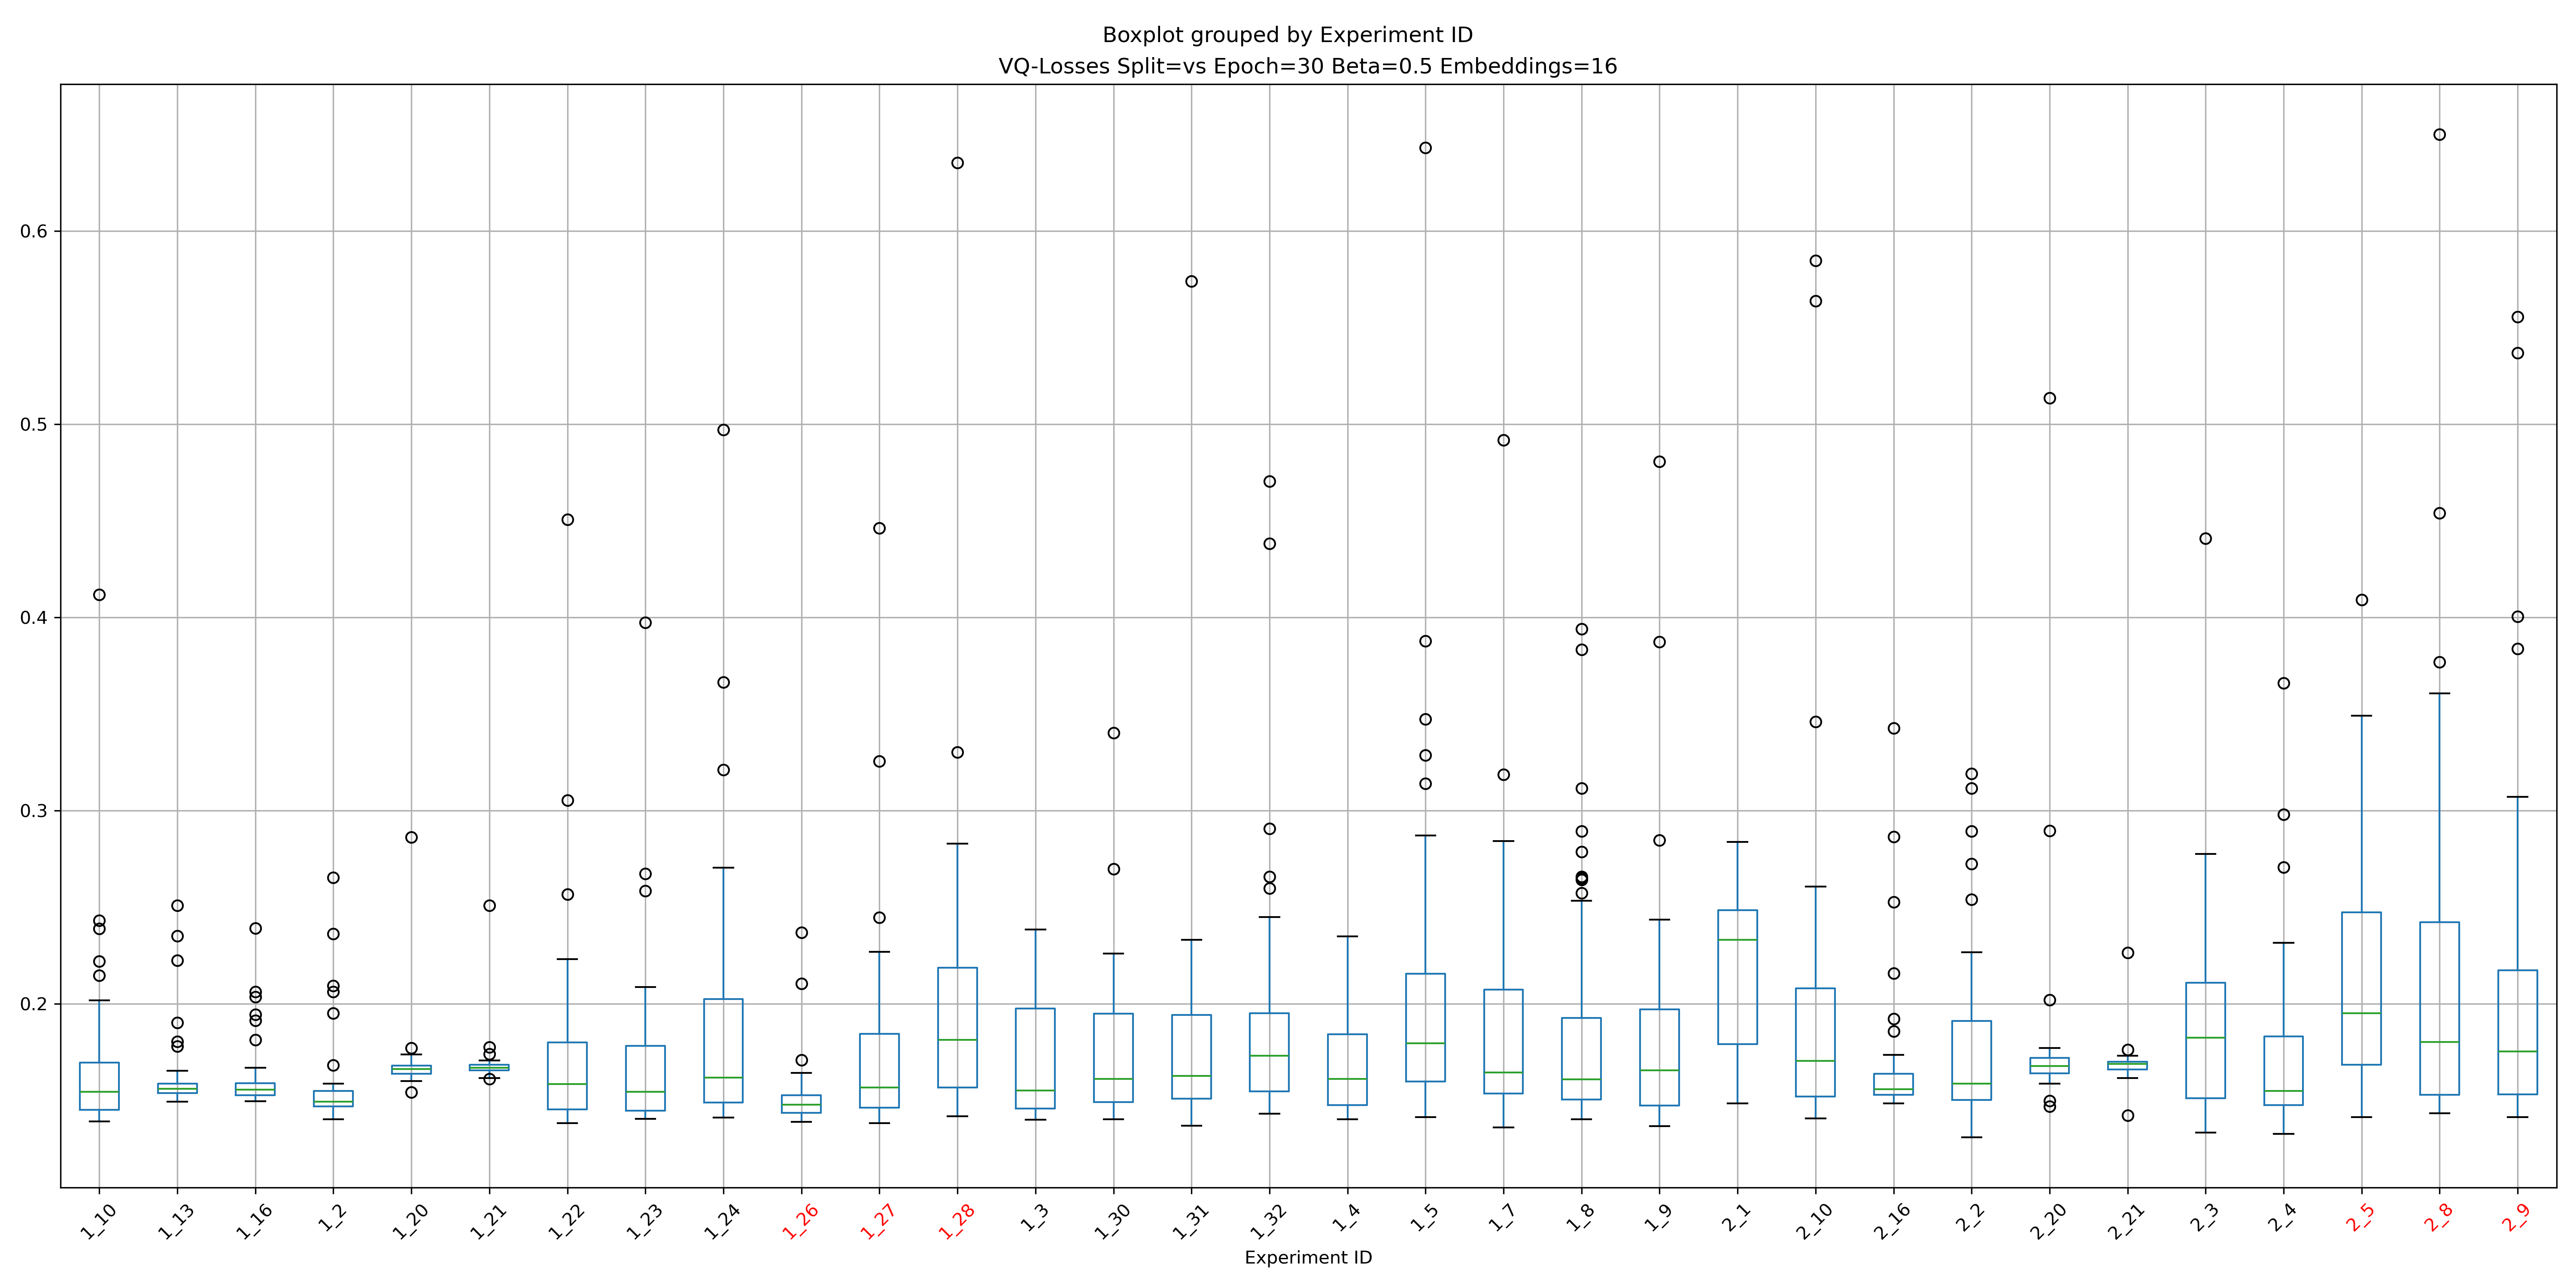 Boxplot grouped by Experiment ID
VQ-Losses Split=vs Epoch=30 Beta=0.5 Embeddings=16
0.6
0.5
0.4
0.3
0.2
1_10 1_13 1_16 1_2 1_20 1_21 1_22 1_23 1_24 1_26 1_27 1_28 1_3 1_30 1_31 1_32 1_4 1_5 1_7 1_8 1_9 2_1 2_10 2_16 2_2 2_20 2_21 2_3 2_4 2_5 2_8 2_9
Experiment ID